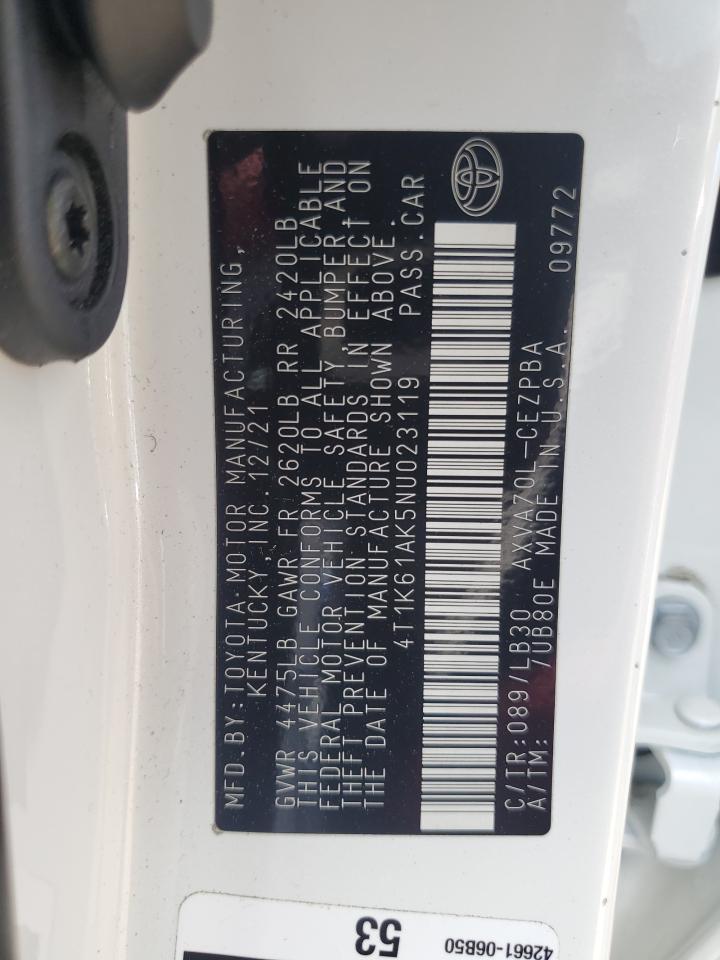 MFD.BY:TOYOTA MOTOR MANUFACTURING,
KENTUCKY,INC.12/21
GVWR 4475LB GAWR FR 2620LB RR 2420LB
THIS VEHICLE CONFORMS TO ALL APPLICABLE
FEDERAL MOTOR VEHICLE SAFETY,BUMPER,AND
THEFT PREVENTION STANDARDS IN EFFECT ON
THE DATE OF MANUFACTURE SHOWN ABOVE.
4T1K61AK5NU023119 PASS.CAR
C/TR:089/LB30 AXVA70L-CEZPBA
A/TM: /UB80E MADE IN U.S.A. 09772
53
42661-06B50